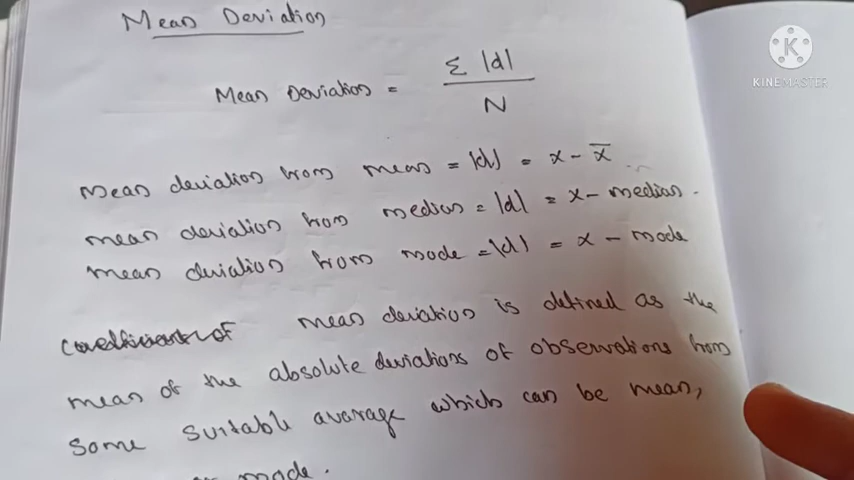 Mean Deviation
Mean Deviation = Σ |d| / N
Mean deviation from mean = |d| = x - x̅
mean deviation from median = |d| = x - median.
mean deviation from mode = |d| = x - mode
mean deviation is defined as the
mean of the absolute deviations of observations from
some suitable avarage which can be mean,
mode.
K
KINEMASTER